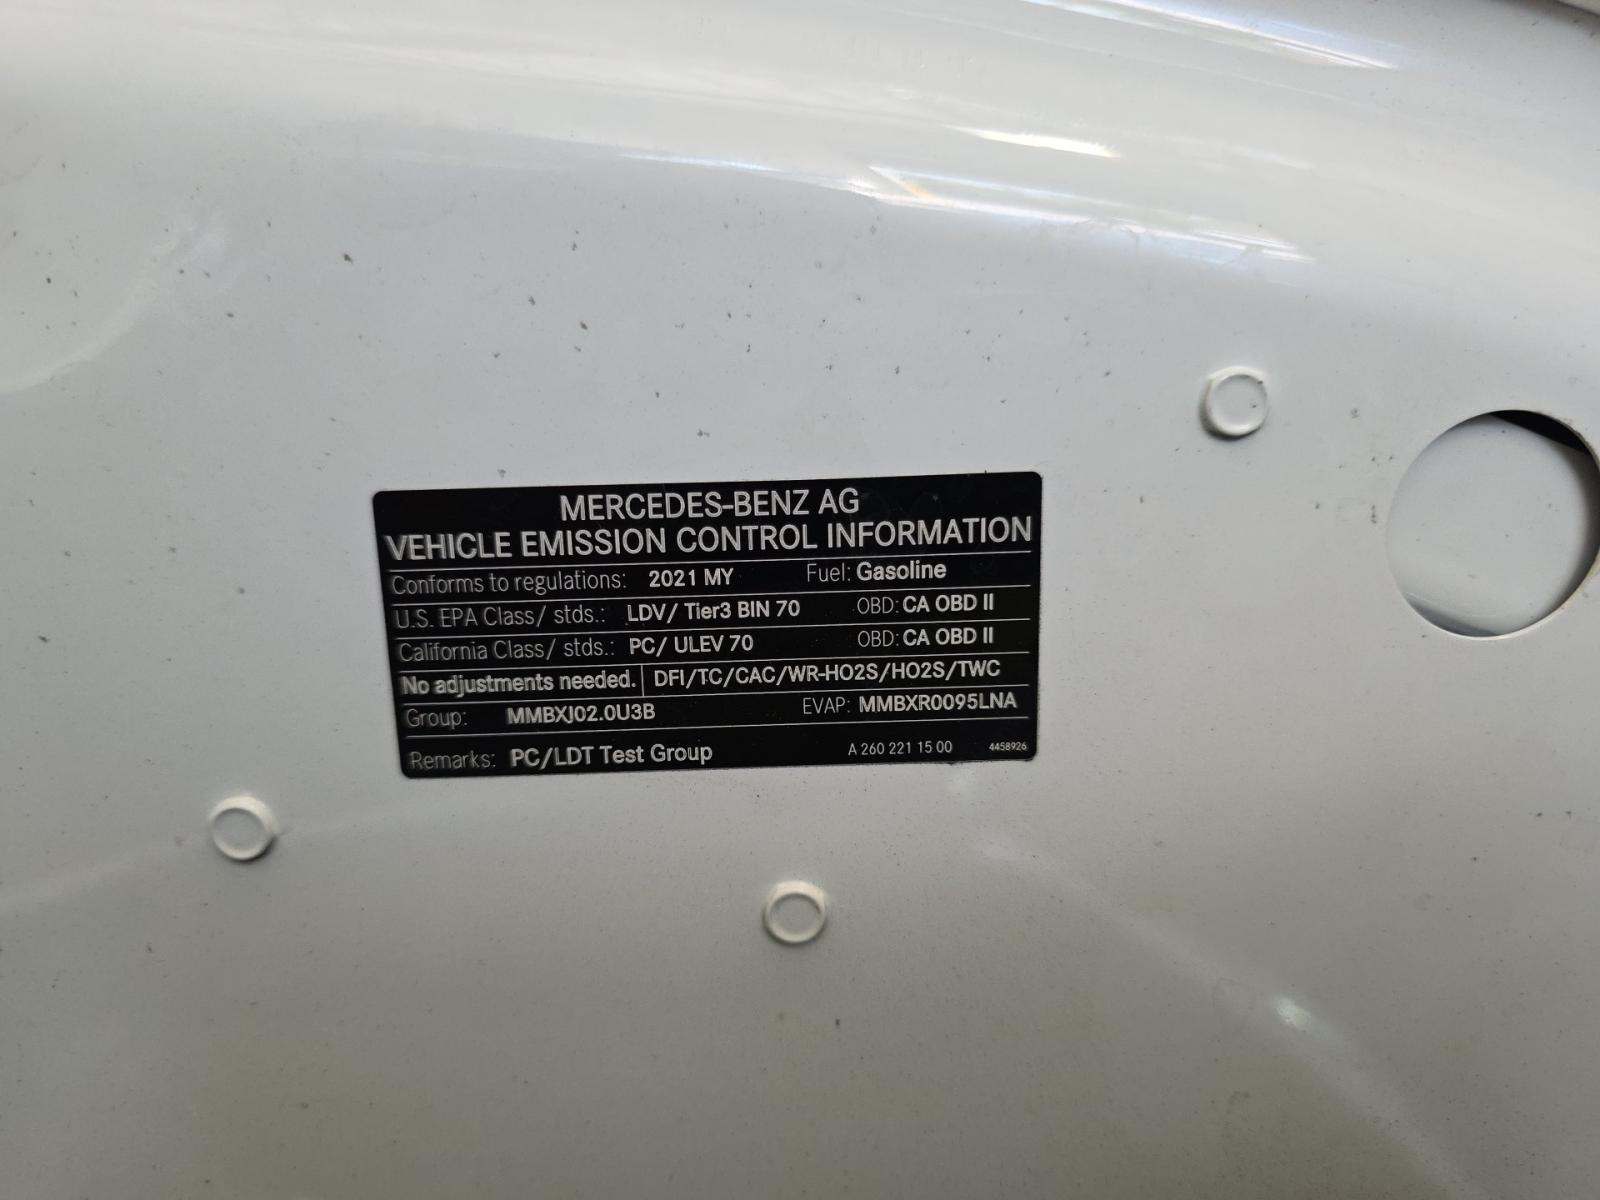 MERCEDES-BENZ AG
VEHICLE EMISSION CONTROL INFORMATION
Conforms to regulations: 2021 MY Fuel: Gasoline
U.S. EPA Class/ stds.: LDV/ Tier3 BIN 70 OBD: CA OBD II
California Class/ stds.: PC/ ULEV 70 OBD: CA OBD II
No adjustments needed. DFI/TC/CAC/WR-HO2S/HO2S/TWC
Group: MMBXJ02.0U3B EVAP: MMBXR0095LNA
Remarks: PC/LDT Test Group A 260 221 15 00 4458926